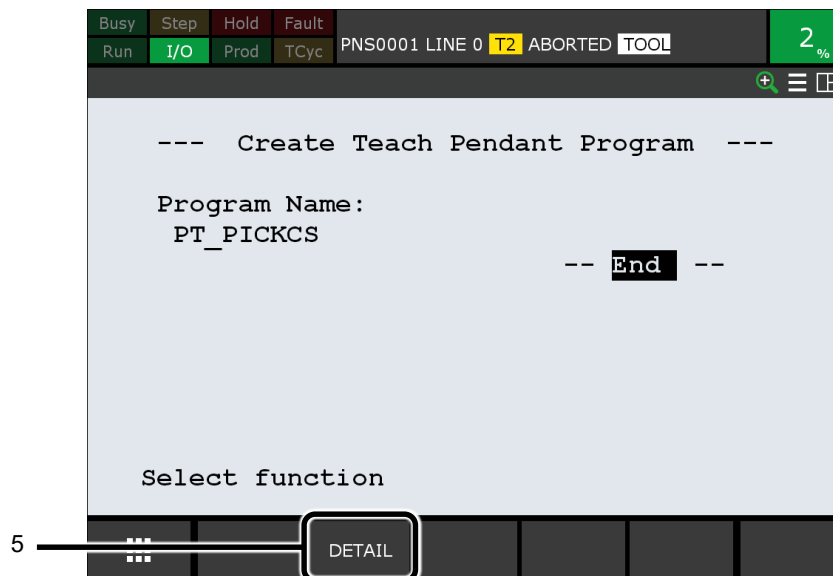 Busy Step Hold Fault
Run I/O Prod TCyc
PNS0001 LINE 0 T2 ABORTED TOOL
2 %
--- Create Teach Pendant Program ---
Program Name:
PT_PICKCS
-- End --
Select function
5
DETAIL